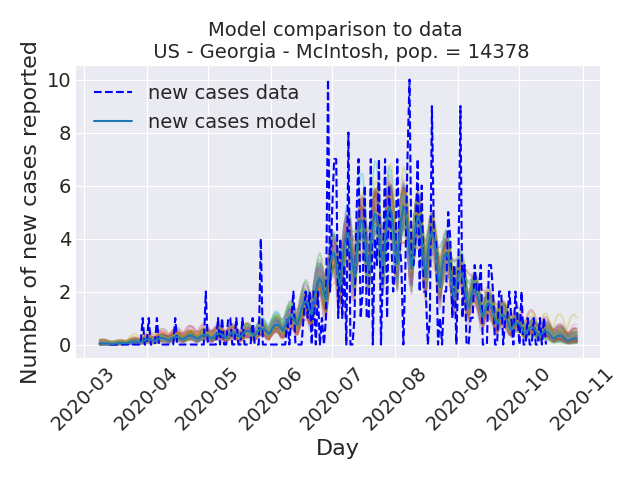 Model comparison to data
US - Georgia - McIntosh, pop. = 14378
Number of new cases reported
10
8
6
4
2
0
new cases data
new cases model
2020-03
2020-04
2020-05
2020-06
2020-07
2020-08
2020-09
2020-10
2020-11
Day